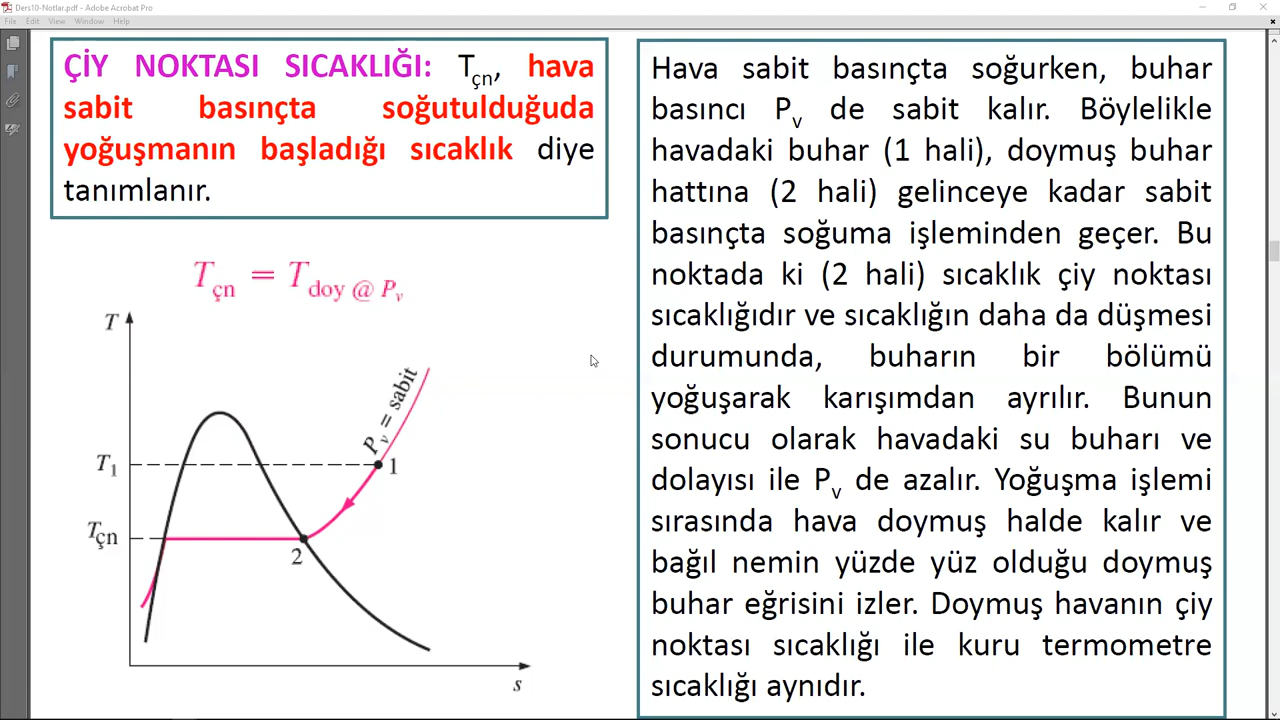 Ders10-Notlar.pdf - Adobe Acrobat Pro
File Edit View Window Help
ÇİY NOKTASI SICAKLIĞI: Tçn, hava
sabit basınçta soğutulduğuda
yoğuşmanın başladığı sıcaklık diye
tanımlanır.
Tçn = Tdoy @ Pv
T
Pv = sabit
T1
1
Tçn
2
s
Hava sabit basınçta soğurken, buhar
basıncı Pv de sabit kalır. Böylelikle
havadaki buhar (1 hali), doymuş buhar
hattına (2 hali) gelinceye kadar sabit
basınçta soğuma işleminden geçer. Bu
noktada ki (2 hali) sıcaklık çiy noktası
sıcaklığıdır ve sıcaklığın daha da düşmesi
durumunda, buharın bir bölümü
yoğuşarak karışımdan ayrılır. Bunun
sonucu olarak havadaki su buharı ve
dolayısı ile Pv de azalır. Yoğuşma işlemi
sırasında hava doymuş halde kalır ve
bağıl nemin yüzde yüz olduğu doymuş
buhar eğrisini izler. Doymuş havanın çiy
noktası sıcaklığı ile kuru termometre
sıcaklığı aynıdır.